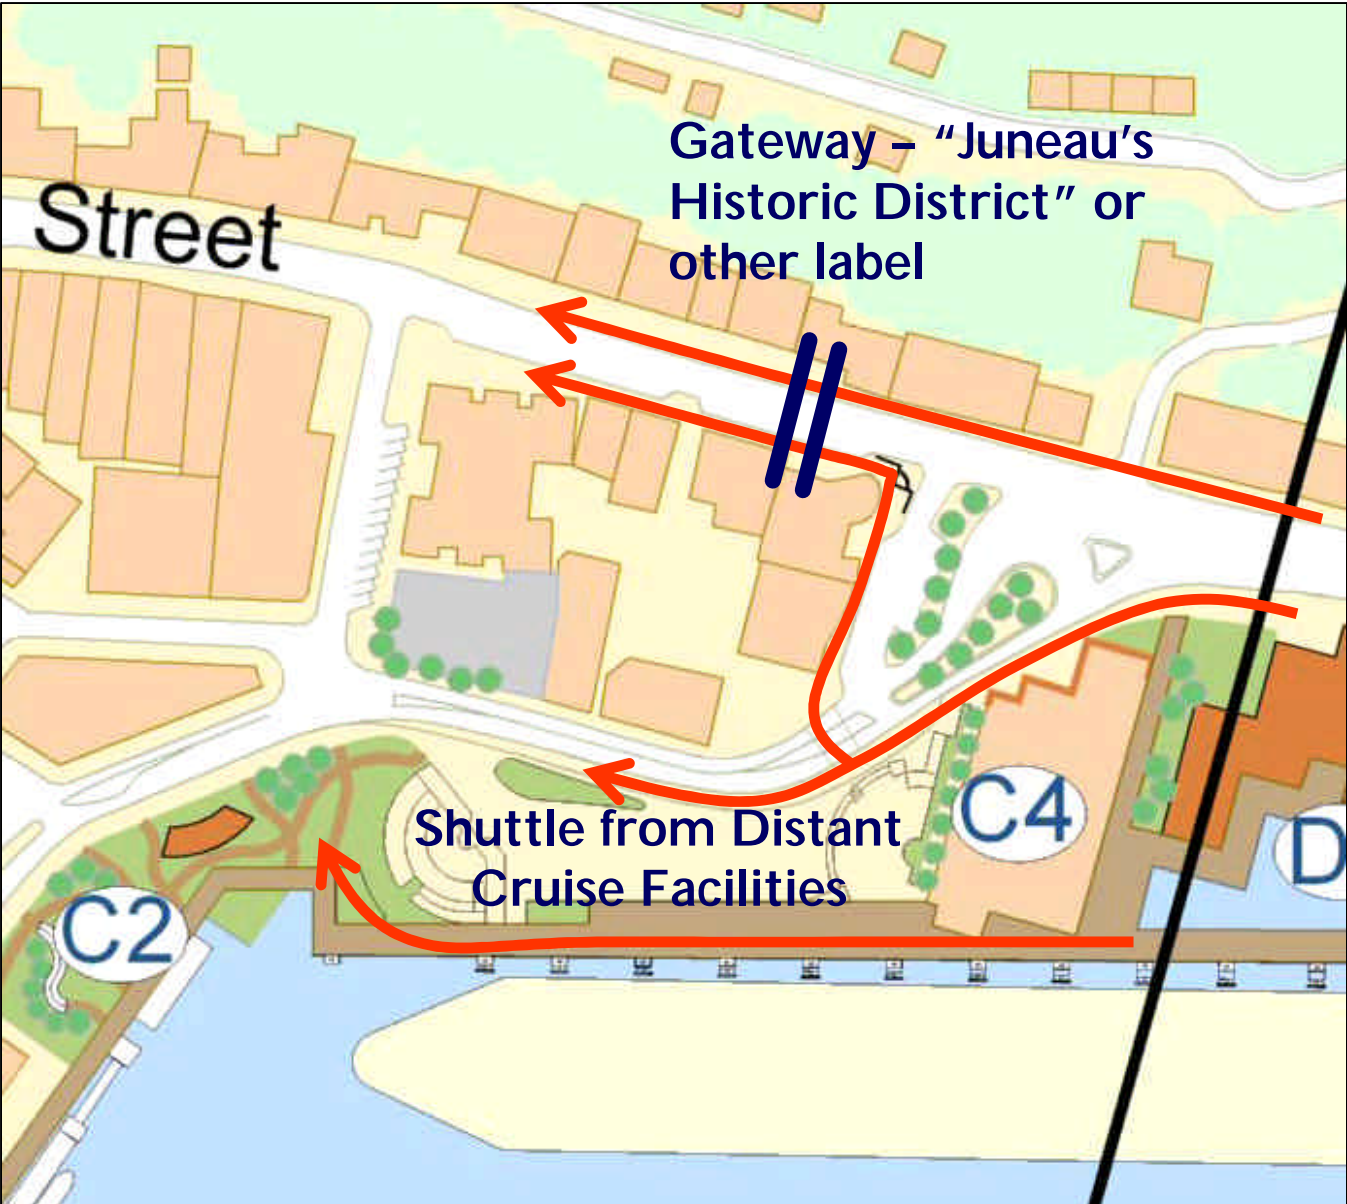 Gateway – “Juneau’s
Historic District” or
other label
Street
Shuttle from Distant
Cruise Facilities
C4
D
C2